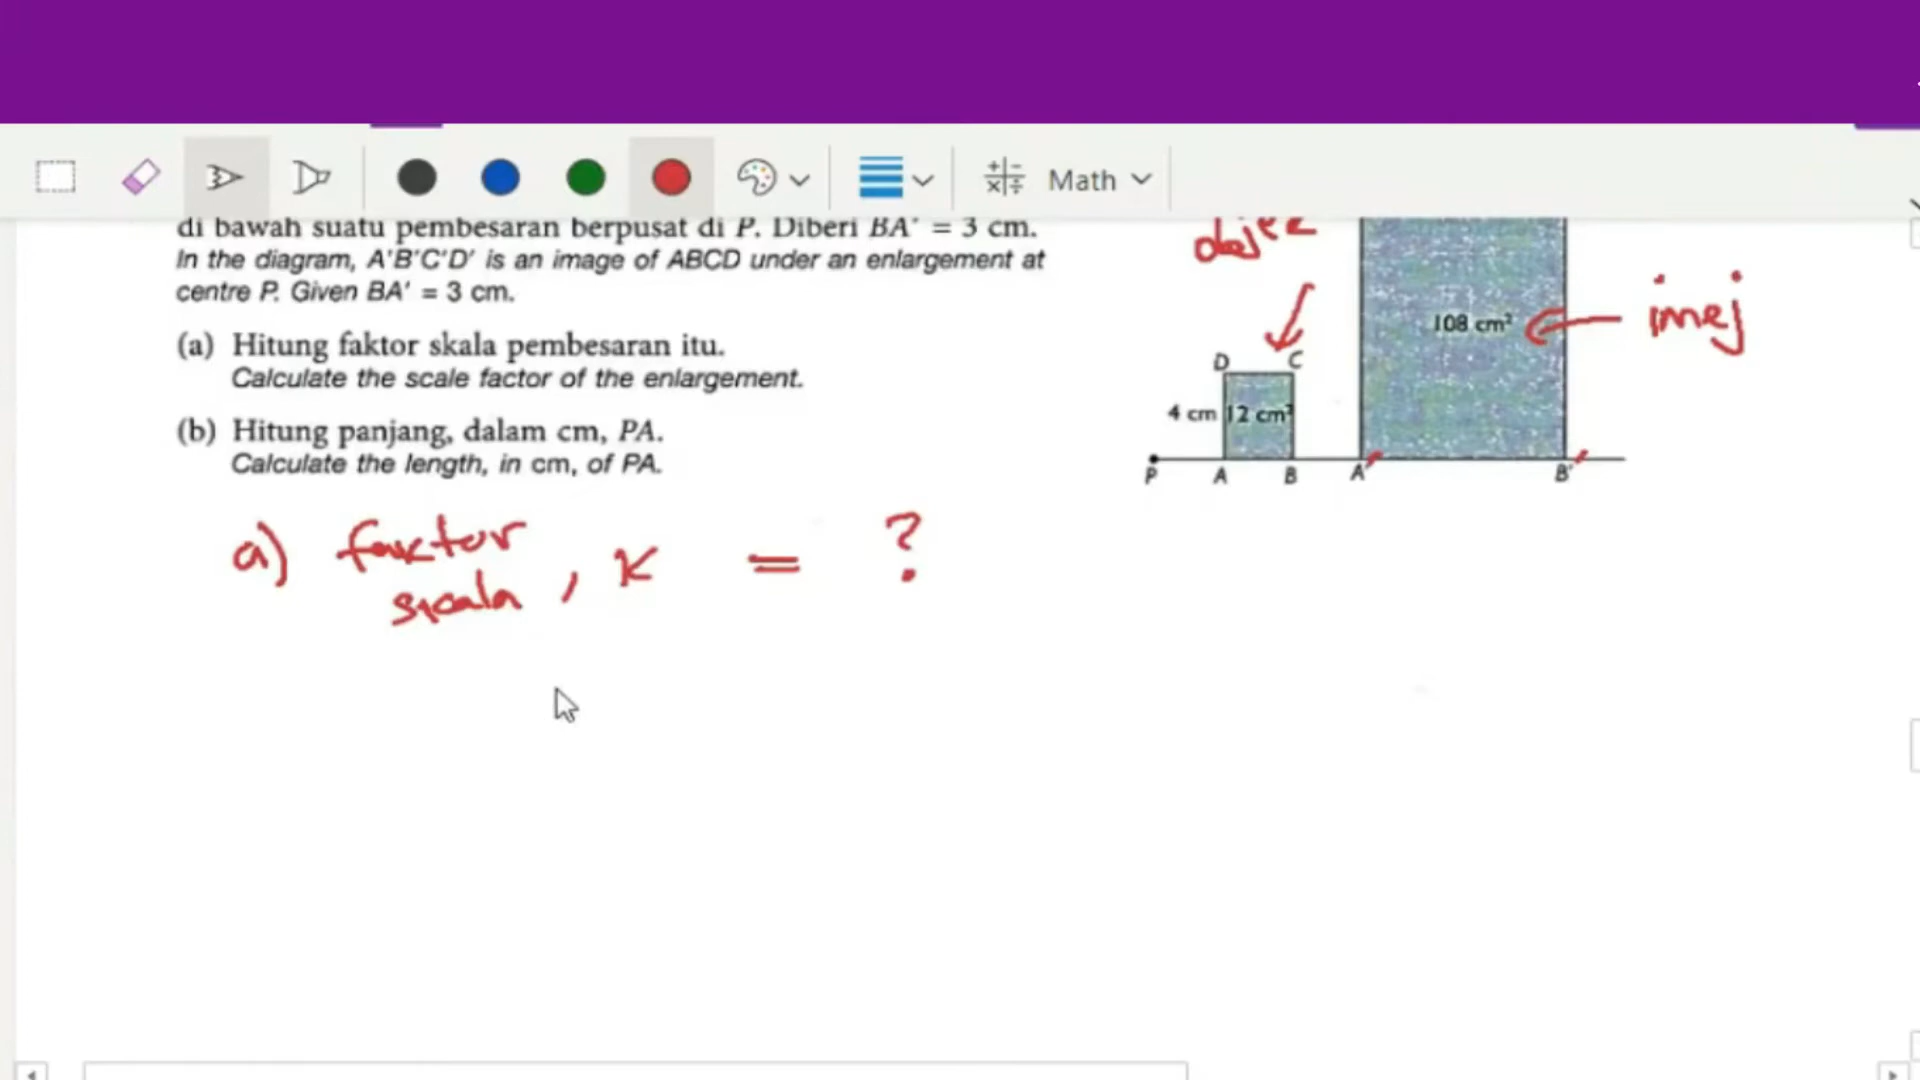 Math
di bawah suatu pembesaran berpusat di P. Diberi BA' = 3 cm.
In the diagram, A'B'C'D' is an image of ABCD under an enlargement at
centre P. Given BA' = 3 cm.
(a) Hitung faktor skala pembesaran itu.
Calculate the scale factor of the enlargement.
(b) Hitung panjang, dalam cm, PA.
Calculate the length, in cm, of PA.
imej
108 cm²
D C
4 cm 12 cm²
P A B A' B'
a) faktor
skala, k = ?